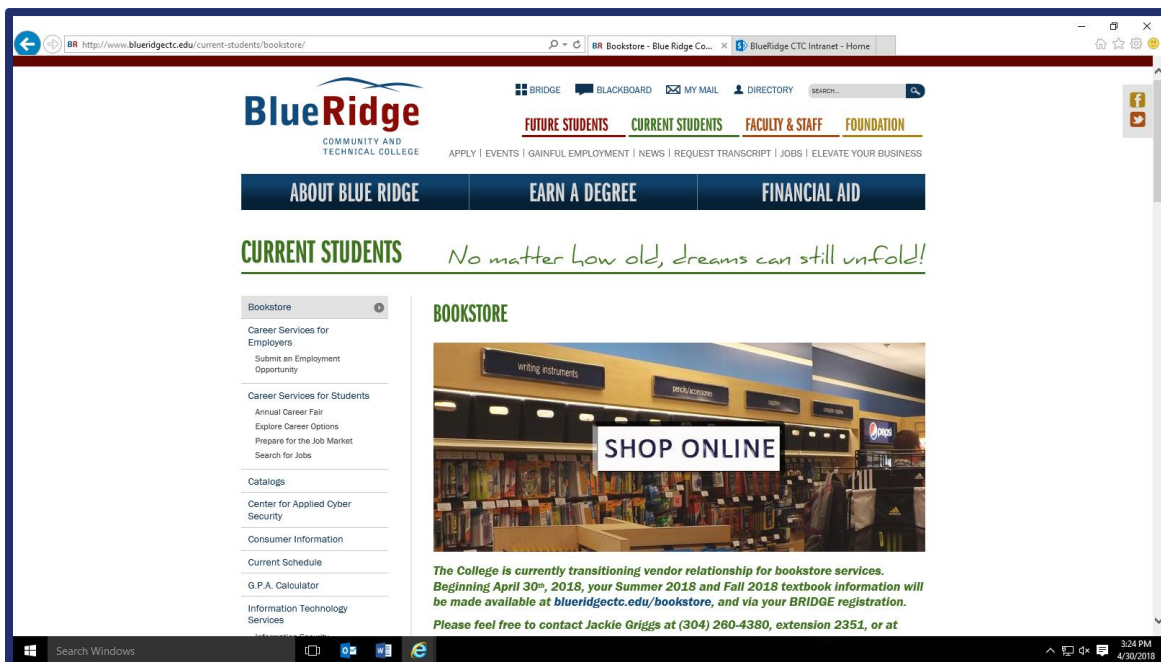 http://www.blueridgectc.edu/current-students/bookstore/
BR Bookstore - Blue Ridge Co...
BlueRidge CTC Intranet - Home
BRIDGE BLACKBOARD MY MAIL DIRECTORY SEARCH...
BlueRidge
COMMUNITY AND
TECHNICAL COLLEGE
FUTURE STUDENTS CURRENT STUDENTS FACULTY & STAFF FOUNDATION
APPLY | EVENTS | GAINFUL EMPLOYMENT | NEWS | REQUEST TRANSCRIPT | JOBS | ELEVATE YOUR BUSINESS
ABOUT BLUE RIDGE EARN A DEGREE FINANCIAL AID
CURRENT STUDENTS
No matter how old, dreams can still unfold!
Bookstore
Career Services for
Employers
Submit an Employment
Opportunity
Career Services for Students
Annual Career Fair
Explore Career Options
Prepare for the Job Market
Search for Jobs
Catalogs
Center for Applied Cyber
Security
Consumer Information
Current Schedule
G.P.A. Calculator
Information Technology
Services
BOOKSTORE
writing instruments
pencils/accessories
supplies
computer supplies
pepsi
SHOP ONLINE
The College is currently transitioning vendor relationship for bookstore services.
Beginning April 30th, 2018, your Summer 2018 and Fall 2018 textbook information will
be made available at blueridgectc.edu/bookstore, and via your BRIDGE registration.
Please feel free to contact Jackie Griggs at (304) 260-4380, extension 2351, or at
Search Windows
3:24 PM
4/30/2018